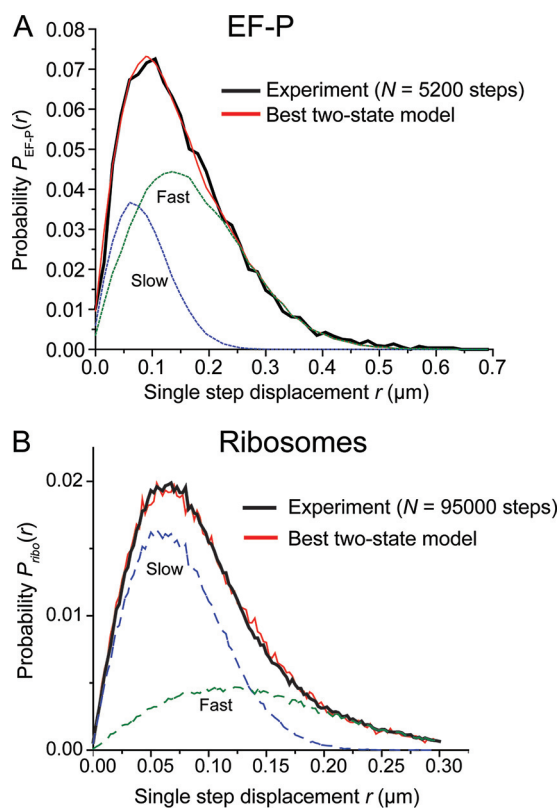 A
EF-P
0.08
0.07
0.06
0.05
0.04
0.03
0.02
0.01
0.00
Probability P_EF-P(r)
Experiment (N = 5200 steps)
Best two-state model
Fast
Slow
0.0 0.1 0.2 0.3 0.4 0.5 0.6 0.7
Single step displacement r (μm)
B
Ribosomes
0.02
0.01
0.00
Probability P_ribo(r)
Experiment (N = 95000 steps)
Best two-state model
Slow
Fast
0.00 0.05 0.10 0.15 0.20 0.25 0.30
Single step displacement r (μm)